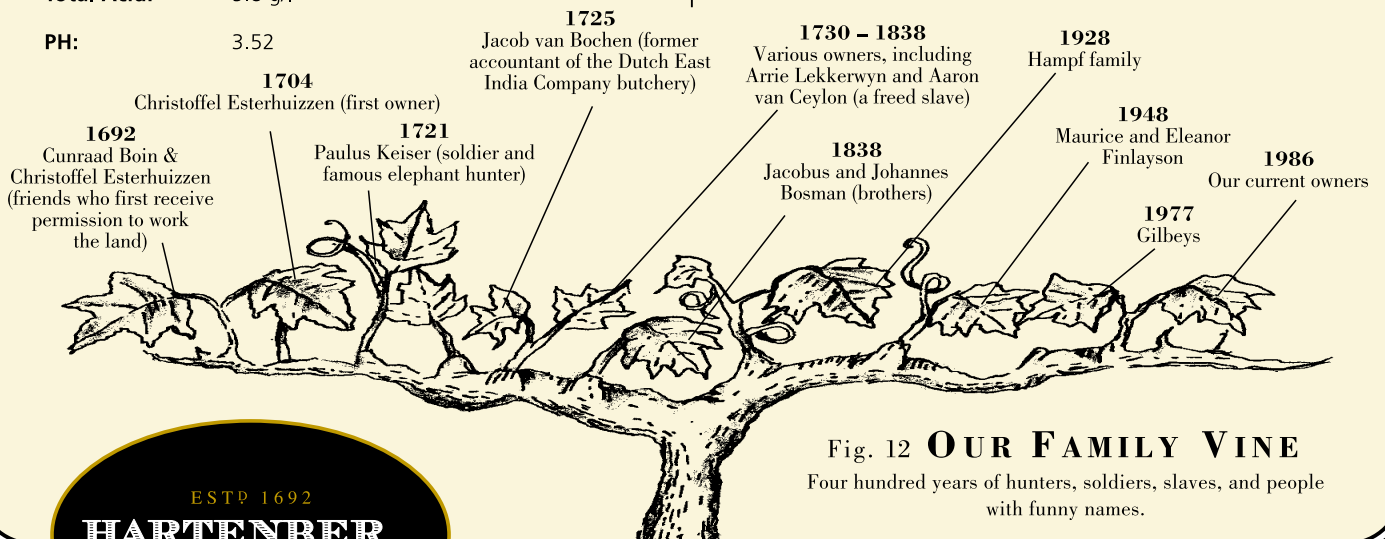 PH: 3.52
1704
Christoffel Esterhuizzen (first owner)
1692
Cunraad Boin &
Christoffel Esterhuizzen
(friends who first receive
permission to work
the land)
1721
Paulus Keiser (soldier and
famous elephant hunter)
1725
Jacob van Bochen (former
accountant of the Dutch East
India Company butchery)
1730 – 1838
Various owners, including
Arrie Lekkerwyn and Aaron
van Ceylon (a freed slave)
1838
Jacobus and Johannes
Bosman (brothers)
1928
Hampf family
1948
Maurice and Eleanor
Finlayson
1977
Gilbeys
1986
Our current owners
Fig. 12 OUR FAMILY VINE
Four hundred years of hunters, soldiers, slaves, and people
with funny names.
ESTD 1692
HARTENBER